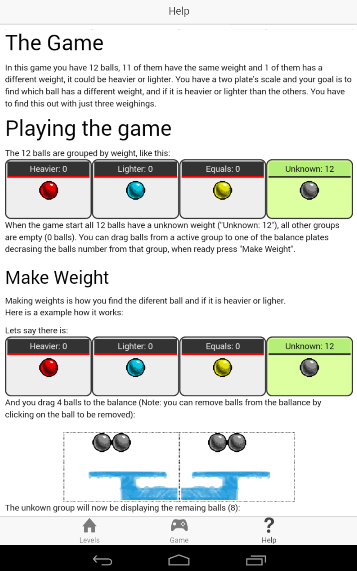 Help
The Game
In this game you have 12 balls, 11 of them have the same weight and 1 of them has a
different weight, it could be heavier or lighter. You have a two plate's scale and your goal is to
find which ball has a different weight, and if it is heavier or lighter than the others. You have
to find this out with just three weighings.
Playing the game
The 12 balls are grouped by weight, like this:
Heavier: 0 Lighter: 0 Equals: 0 Unknown: 12
When the game start all 12 balls have a unknown weight ("Unknown: 12"), all other groups
are empty (0 balls). You can drag balls from a active group to one of the balance plates
decrasing the balls number from that group, when ready press "Make Weight".
Make Weight
Making weights is how you find the diferent ball and if it is heavier or ligher.
Here is a example how it works:
Lets say there is:
Heavier: 0 Lighter: 0 Equals: 0 Unknown: 12
And you drag 4 balls to the balance (Note: you can remove balls from the ballance by
clicking on the ball to be removed):
The unkown group will now be displaying the remaing balls (8):
Levels Game Help